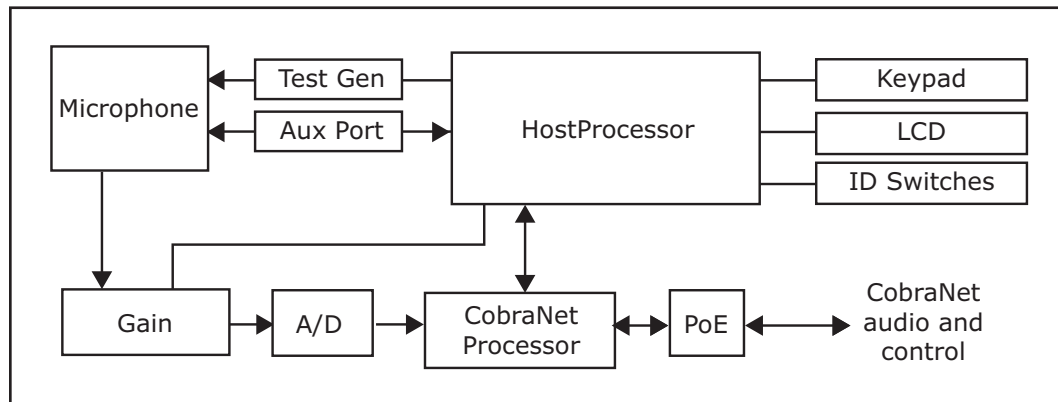 Test Gen
Keypad
Microphone
HostProcessor
Aux Port
LCD
ID Switches
Gain
A/D
CobraNet
Processor
PoE
CobraNet
audio and
control